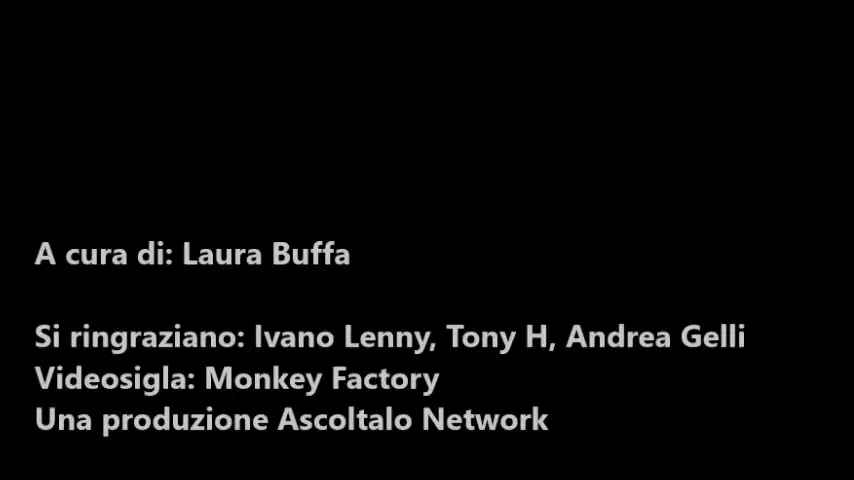 A cura di: Laura Buffa
Si ringraziano: Ivano Lenny, Tony H, Andrea Gelli
Videosigla: Monkey Factory
Una produzione Ascoltalo Network